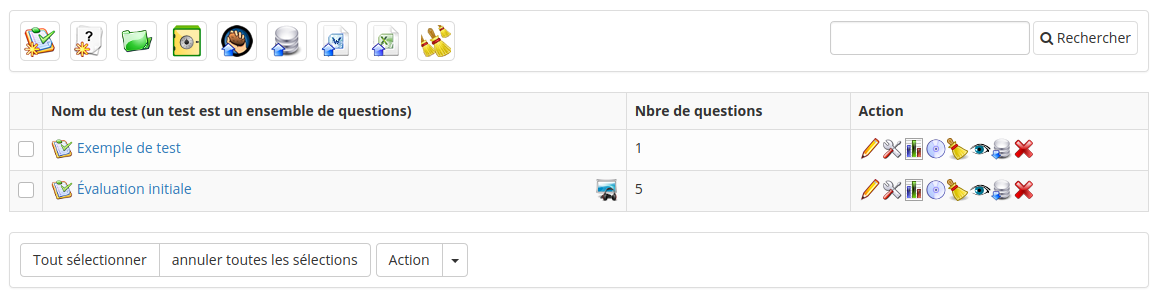 Rechercher
Nom du test (un test est un ensemble de questions) Nbre de questions Action
Exemple de test 1
Évaluation initiale 5
Tout sélectionner annuler toutes les sélections Action